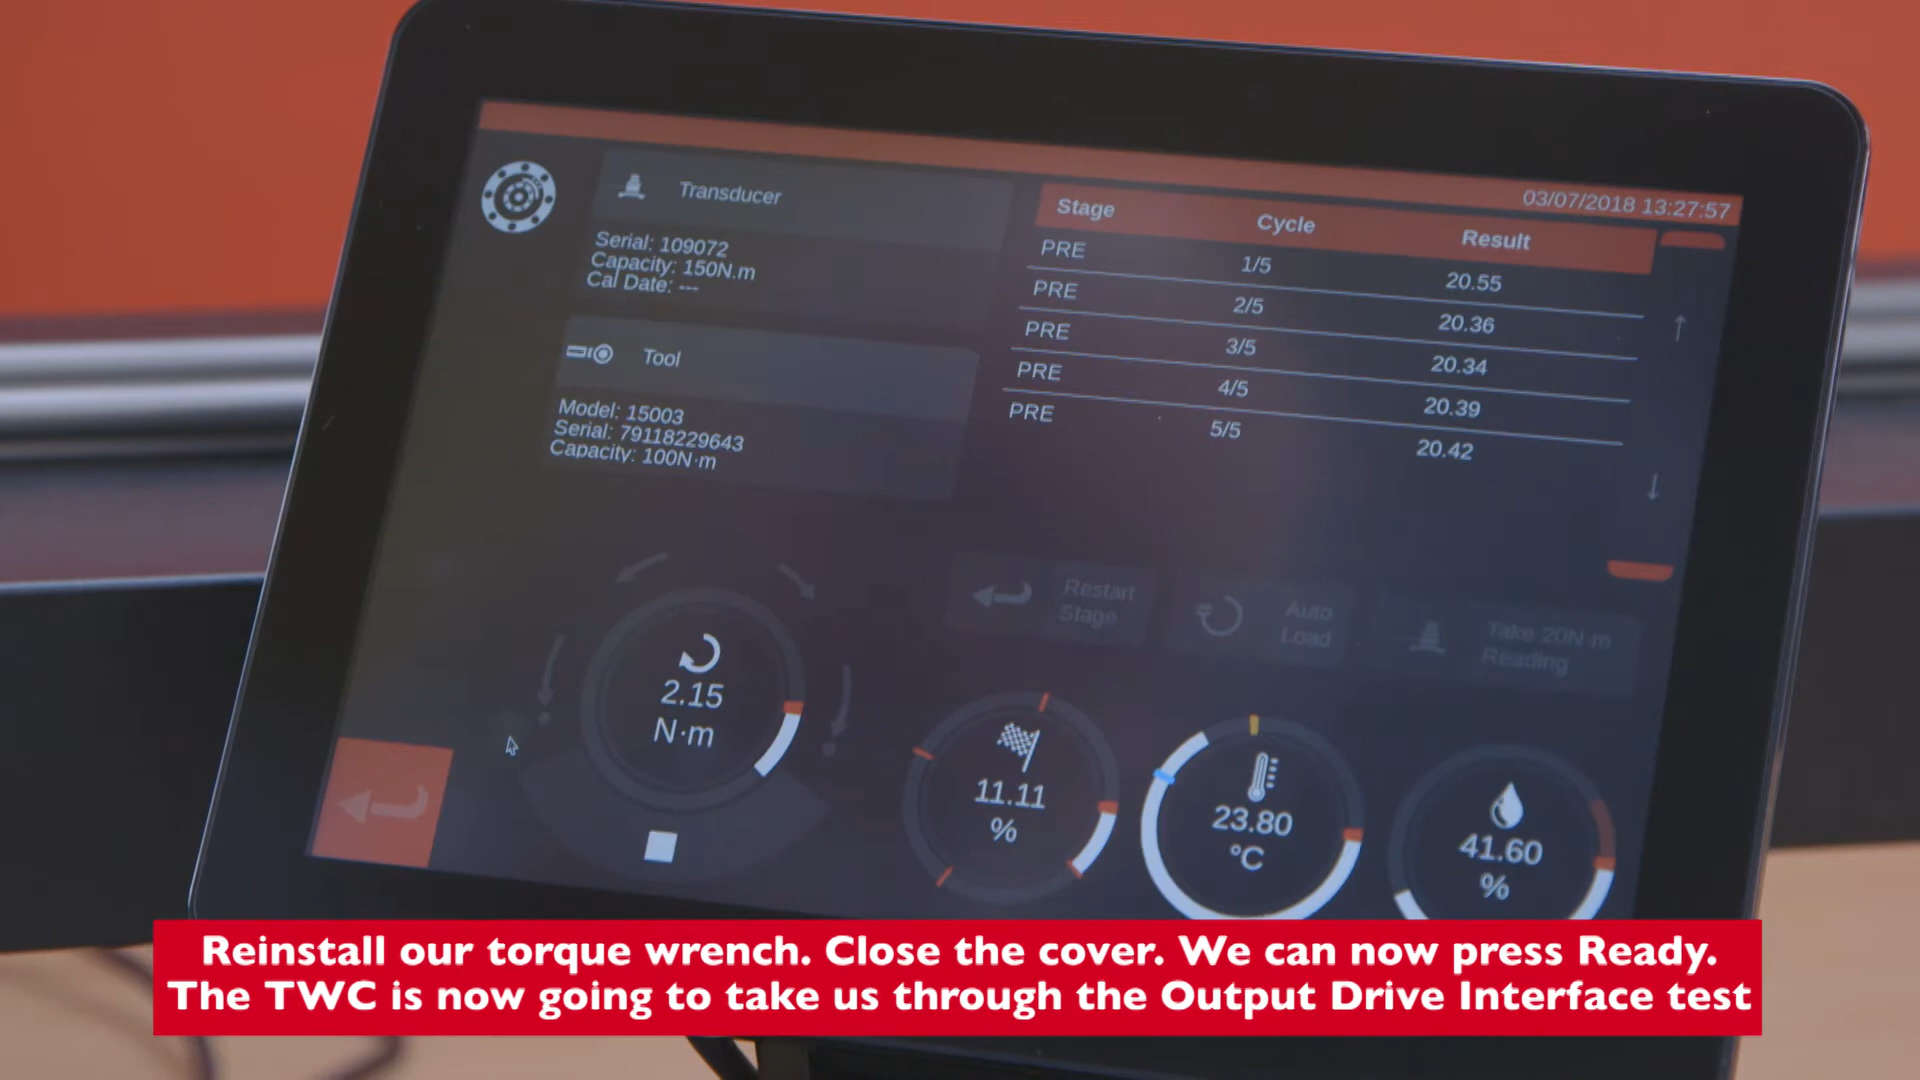 03/07/2018 13:27:57
Transducer
Serial: 109072
Capacity: 150N.m
Cal Date: ---
Tool
Model: 15003
Serial: 79118229643
Capacity: 100N·m
Stage Cycle Result
PRE 1/5 20.55
PRE 2/5 20.36
PRE 3/5 20.34
PRE 4/5 20.39
PRE 5/5 20.42
Restart
Stage
Auto
Load
Take 20N·m
Reading
2.15
N·m
11.11
%
23.80
°C
41.60
%
Reinstall our torque wrench. Close the cover. We can now press Ready.
The TWC is now going to take us through the Output Drive Interface test